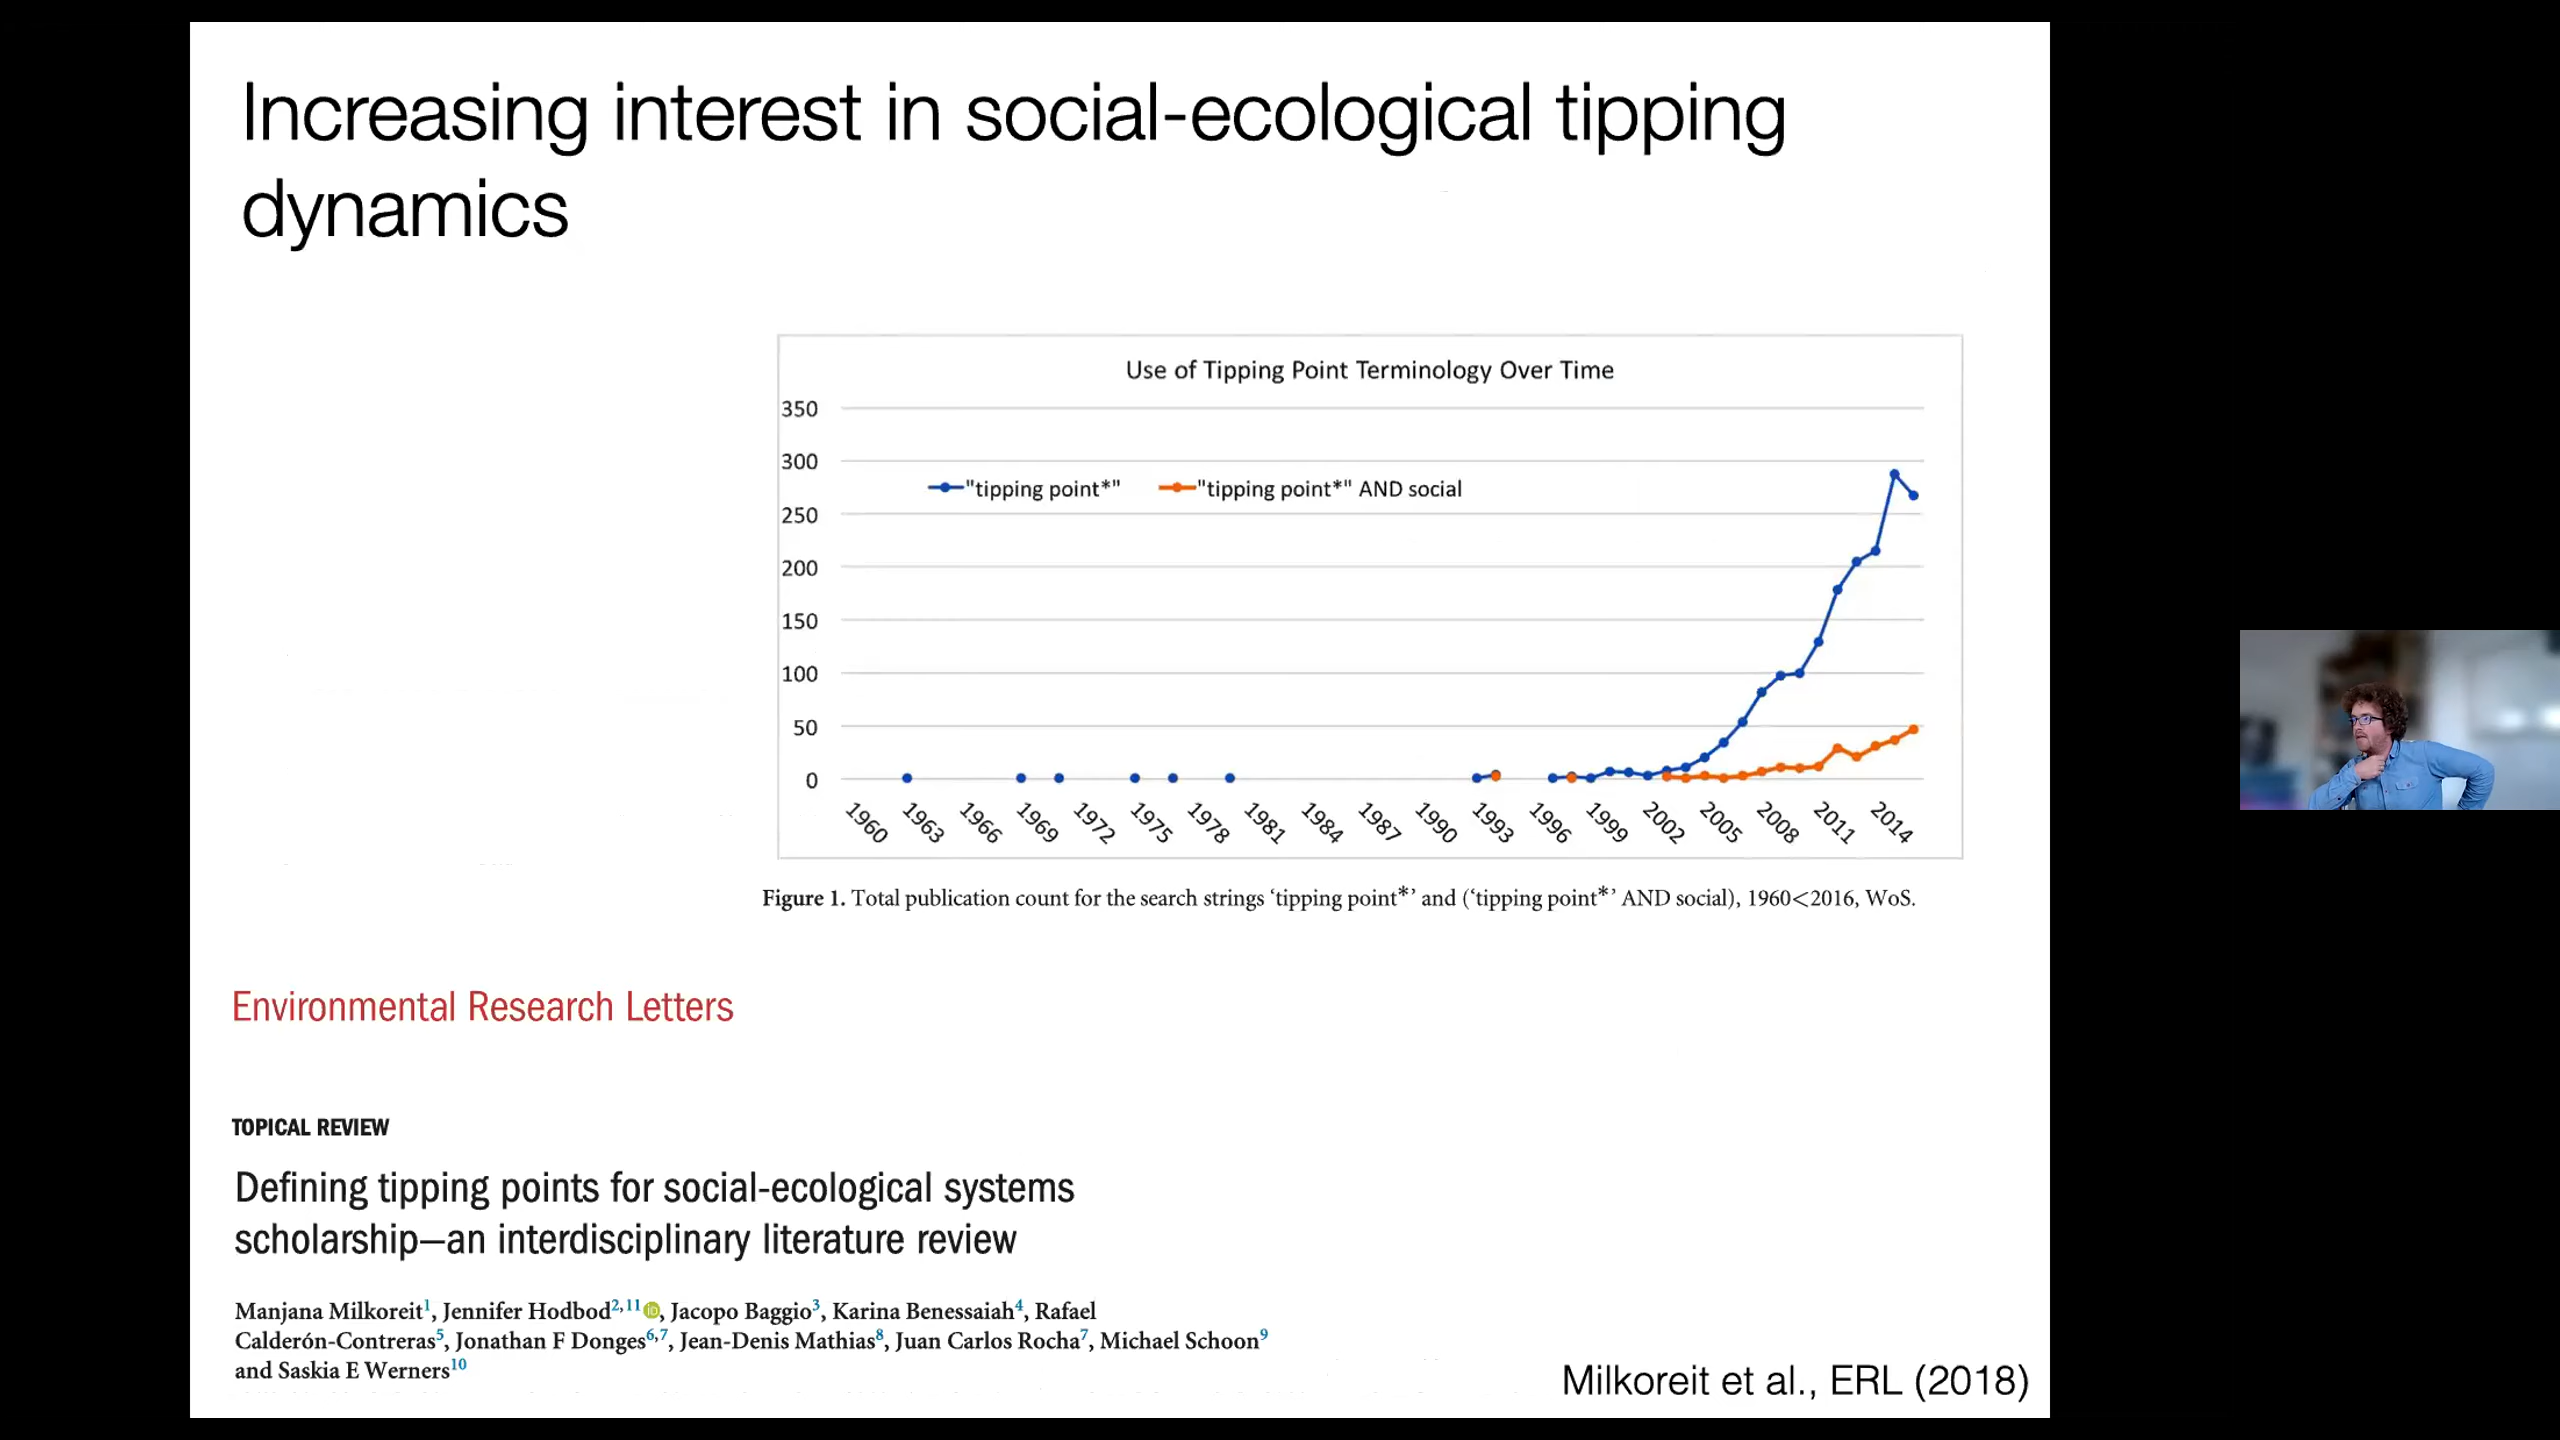 Increasing interest in social-ecological tipping
dynamics
Use of Tipping Point Terminology Over Time
350
300
"tipping point*" "tipping point*" AND social
250
200
150
100
50
0
1960 1963 1966 1969 1972 1975 1978 1981 1984 1987 1990 1993 1996 1999 2002 2005 2008 2011 2014
Figure 1. Total publication count for the search strings ‘tipping point*’ and (‘tipping point*’ AND social), 1960<2016, WoS.
Environmental Research Letters
TOPICAL REVIEW
Defining tipping points for social-ecological systems
scholarship—an interdisciplinary literature review
Manjana Milkoreit1, Jennifer Hodbod2,11 iD, Jacopo Baggio3, Karina Benessaiah4, Rafael
Calderón-Contreras5, Jonathan F Donges6,7, Jean-Denis Mathias8, Juan Carlos Rocha7, Michael Schoon9
and Saskia E Werners10
Milkoreit et al., ERL (2018)